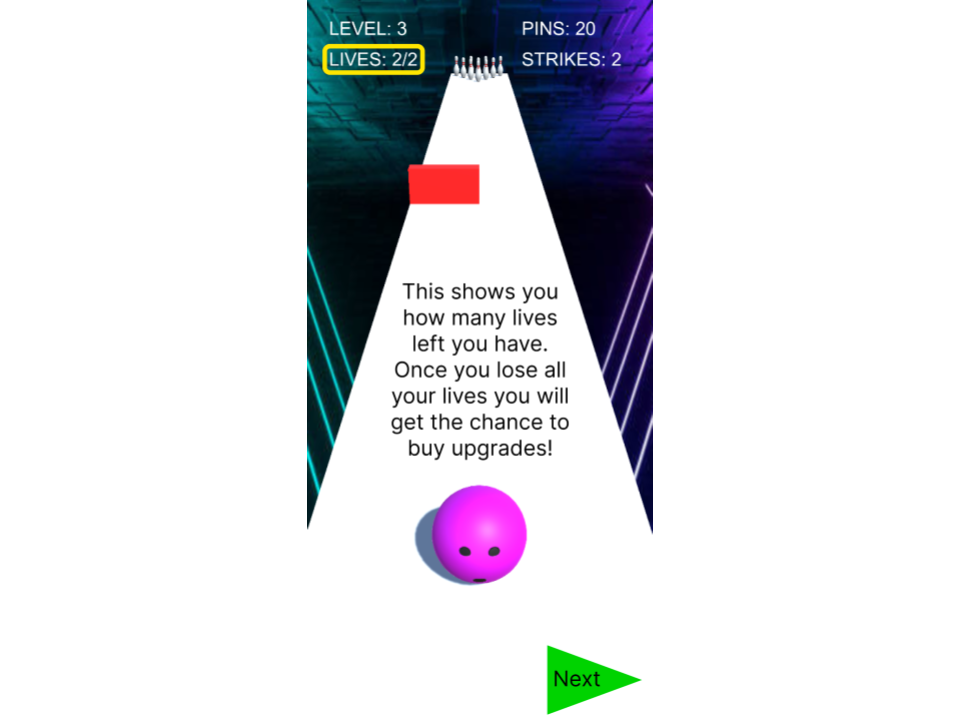 LEVEL: 3
PINS: 20
LIVES: 2/2
STRIKES: 2
This shows you
how many lives
left you have.
Once you lose all
your lives you will
get the chance to
buy upgrades!
Next